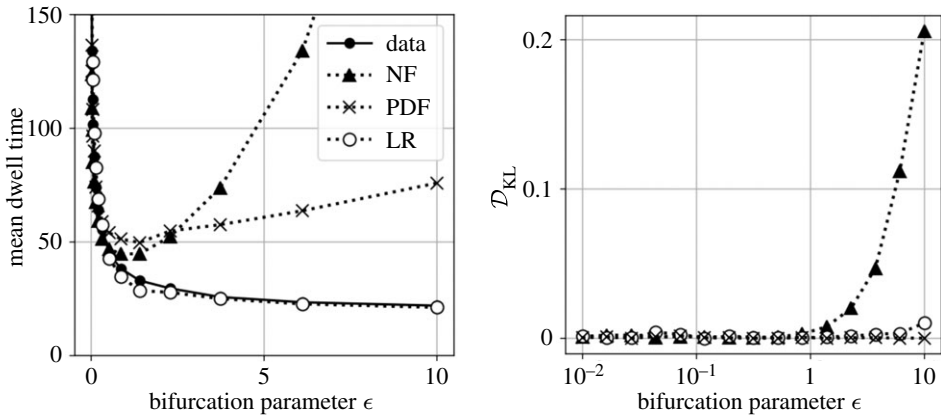 150
100
50
0
mean dwell time
data
NF
PDF
LR
0
5
10
bifurcation parameter ϵ
0.2
0.1
0
𝒟KL
10⁻²
10⁻¹
1
10
bifurcation parameter ϵ